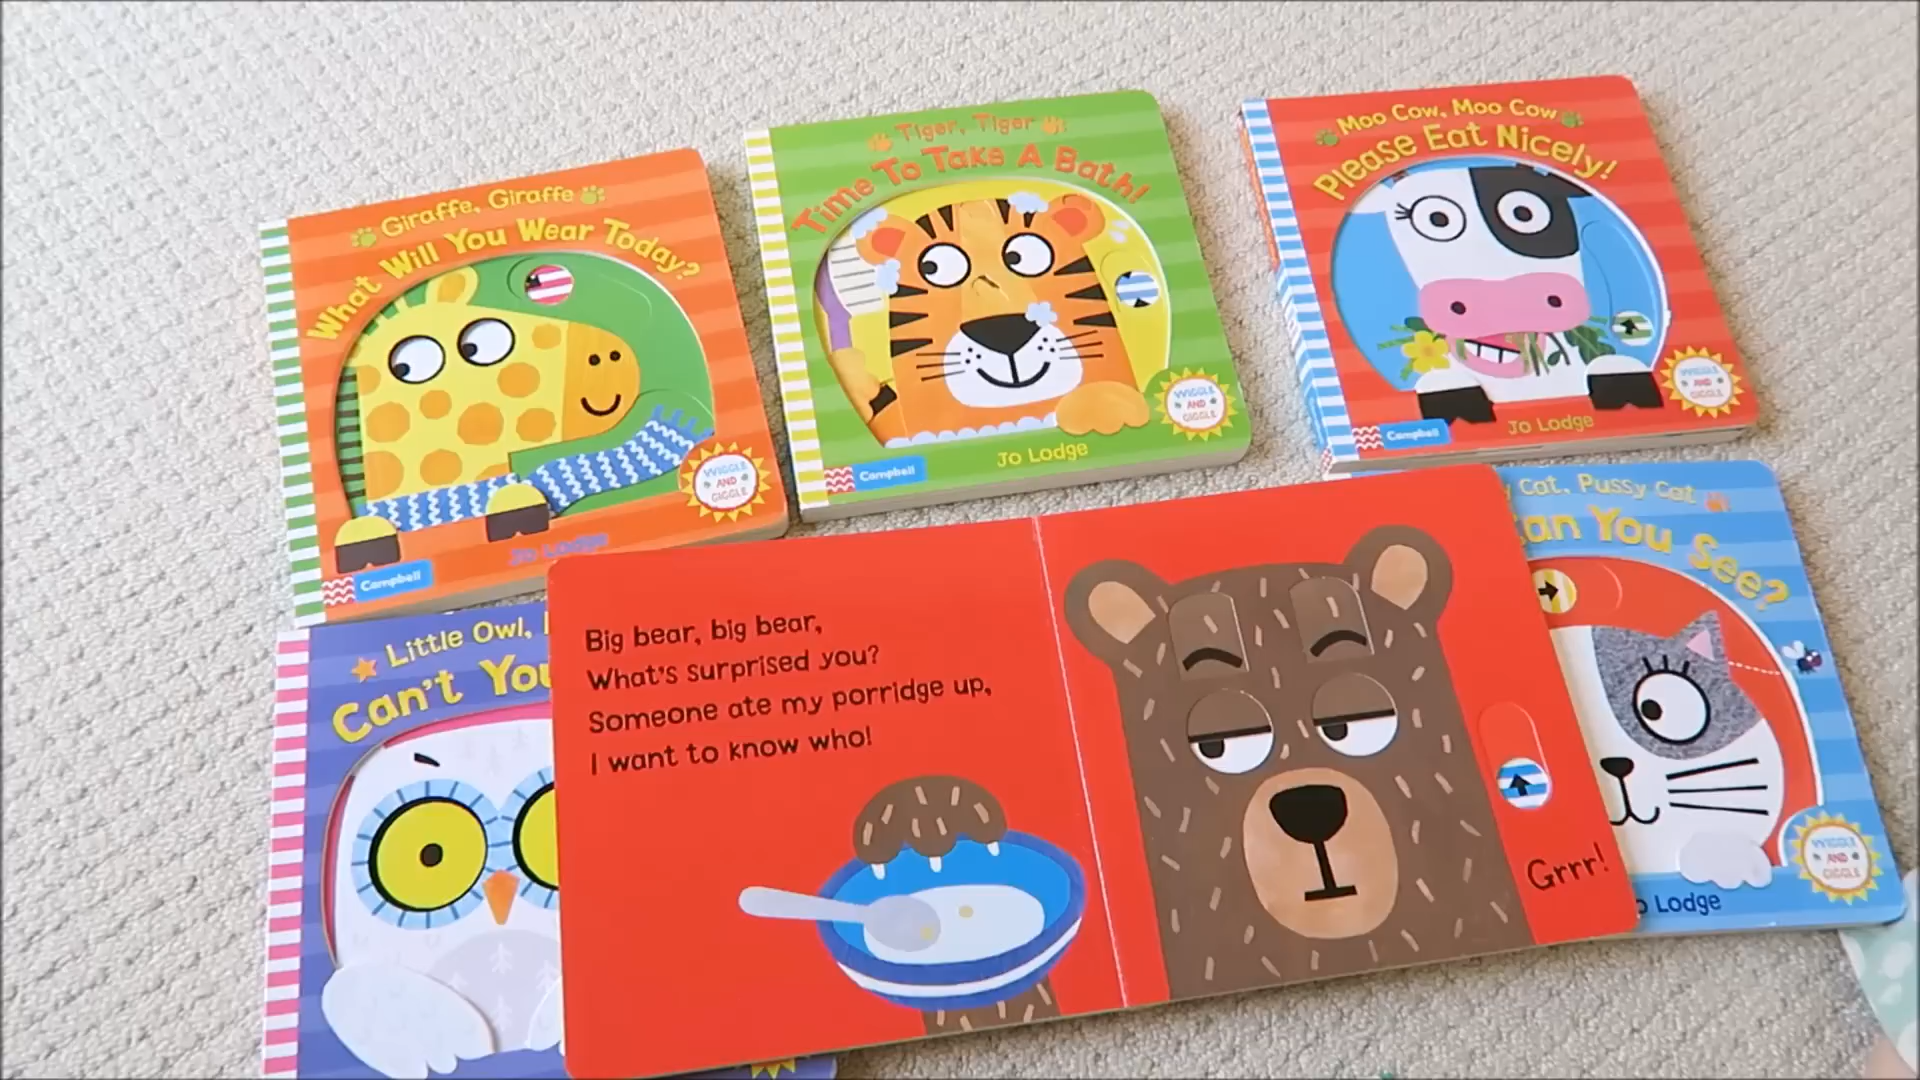 Giraffe, Giraffe
What Will You Wear Today?
WIGGLE
AND
GIGGLE
Jo Lodge
Campbell
Tiger, Tiger
Time To Take A Bath!
WIGGLE
AND
GIGGLE
Jo Lodge
Campbell
Moo Cow, Moo Cow
Please Eat Nicely!
WIGGLE
AND
GIGGLE
Jo Lodge
Campbell
Little Owl,
Can't You
Big bear, big bear,
What's surprised you?
Someone ate my porridge up,
I want to know who!
Grrr!
Cat, Pussy Cat
You See?
WIGGLE
AND
GIGGLE
Lodge